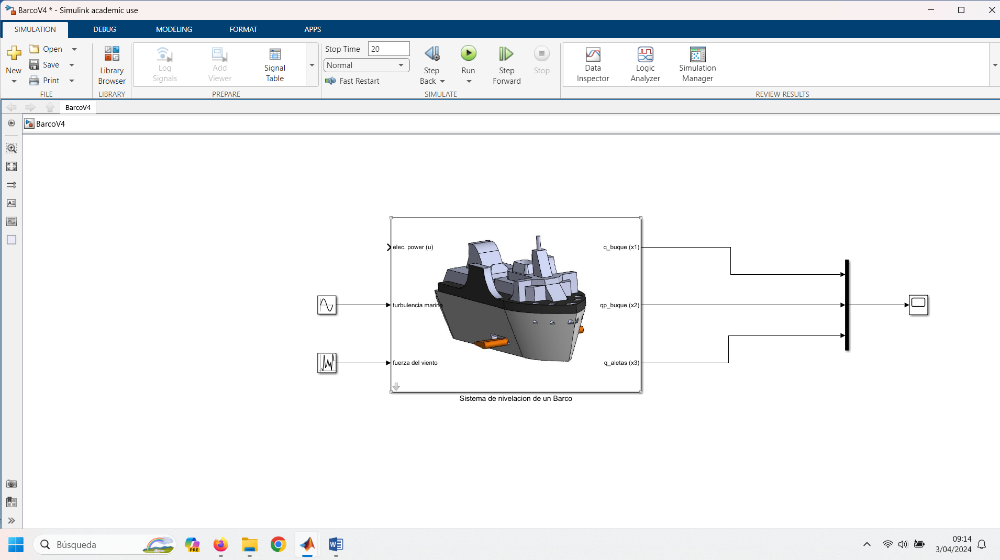 BarcoV4 * - Simulink academic use
SIMULATION DEBUG MODELING FORMAT APPS
New
Open
Save
Print
FILE
Library
Browser
LIBRARY
Log
Signals
Add
Viewer
Signal
Table
PREPARE
Stop Time 20
Normal
Fast Restart
Step
Back
Run
Step
Forward
Stop
SIMULATE
Data
Inspector
Logic
Analyzer
Simulation
Manager
REVIEW RESULTS
BarcoV4
BarcoV4
elec. power (u)
turbulencia marina
fuerza del viento
q_buque (x1)
qp_buque (x2)
q_aletas (x3)
Sistema de nivelacion de un Barco
Búsqueda
PRE
09:14
3/04/2024